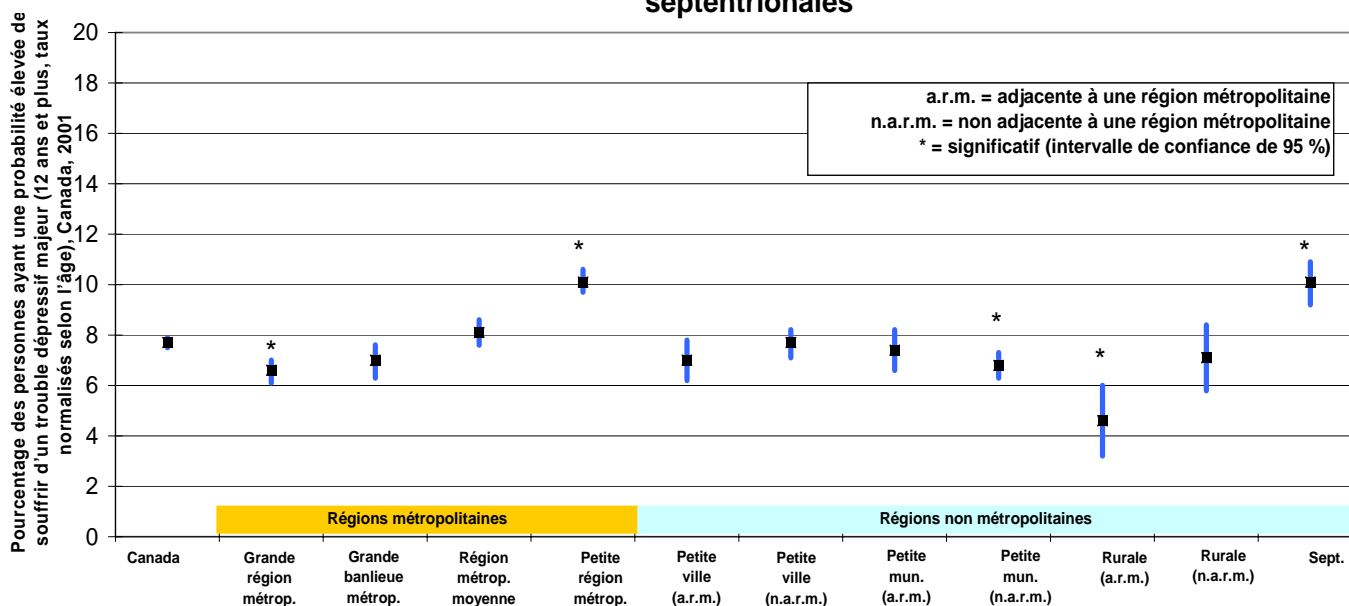 septentrionales
Pourcentage des personnes ayant une probabilité élevée de
souffrir d'un trouble dépressif majeur (12 ans et plus, taux
normalisés selon l'âge), Canada, 2001
20
18
16
14
12
10
8
6
4
2
0
a.r.m. = adjacente à une région métropolitaine
n.a.r.m. = non adjacente à une région métropolitaine
* = significatif (intervalle de confiance de 95 %)
*
*
*
*
*
Régions métropolitaines
Régions non métropolitaines
Canada
Grande
région
métrop.
Grande
banlieue
métrop.
Région
métrop.
moyenne
Petite
région
métrop.
Petite
ville
(a.r.m.)
Petite
ville
(n.a.r.m.)
Petite
mun.
(a.r.m.)
Petite
mun.
(n.a.r.m.)
Rurale
(a.r.m.)
Rurale
(n.a.r.m.)
Sept.